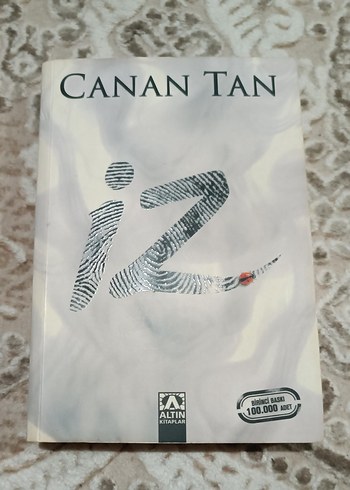 CANAN TAN
iz
BİRİNCİ BASKI
100.000 ADET
ALTIN
KİTAPLAR